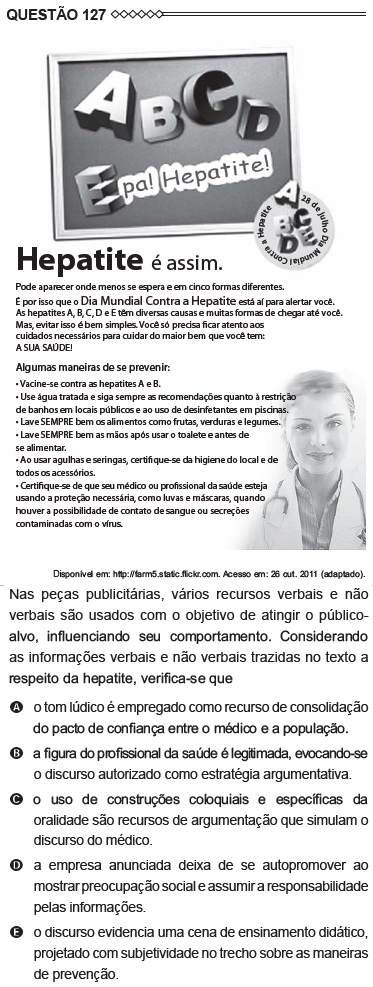 QUESTÃO 127
A B C D
Epa! Hepatite!
28 de julho Dia Mundial Contra a Hepatite
A B C D E
Hepatite é assim.
Pode aparecer onde menos se espera e em cinco formas diferentes.
É por isso que o Dia Mundial Contra a Hepatite está aí para alertar você.
As hepatites A, B, C, D e E têm diversas causas e muitas formas de chegar até você.
Mas, evitar isso é bem simples. Você só precisa ficar atento aos
cuidados necessários para cuidar do maior bem que você tem:
A SUA SAÚDE!
Algumas maneiras de se prevenir:
• Vacine-se contra as hepatites A e B.
• Use água tratada e siga sempre as recomendações quanto à restrição
de banhos em locais públicos e ao uso de desinfetantes em piscinas.
• Lave SEMPRE bem os alimentos como frutas, verduras e legumes.
• Lave SEMPRE bem as mãos após usar o toalete e antes de
se alimentar.
• Ao usar agulhas e seringas, certifique-se da higiene do local e de
todos os acessórios.
• Certifique-se de que seu médico ou profissional da saúde esteja
usando a proteção necessária, como luvas e máscaras, quando
houver a possibilidade de contato de sangue ou secreções
contaminadas com o vírus.
Disponível em: http://farm5.static.flickr.com. Acesso em: 26 out. 2011 (adaptado).
Nas peças publicitárias, vários recursos verbais e não
verbais são usados com o objetivo de atingir o público-
alvo, influenciando seu comportamento. Considerando
as informações verbais e não verbais trazidas no texto a
respeito da hepatite, verifica-se que
A o tom lúdico é empregado como recurso de consolidação
do pacto de confiança entre o médico e a população.
B a figura do profissional da saúde é legitimada, evocando-se
o discurso autorizado como estratégia argumentativa.
C o uso de construções coloquiais e específicas da
oralidade são recursos de argumentação que simulam o
discurso do médico.
D a empresa anunciada deixa de se autopromover ao
mostrar preocupação social e assumir a responsabilidade
pelas informações.
E o discurso evidencia uma cena de ensinamento didático,
projetado com subjetividade no trecho sobre as maneiras
de prevenção.